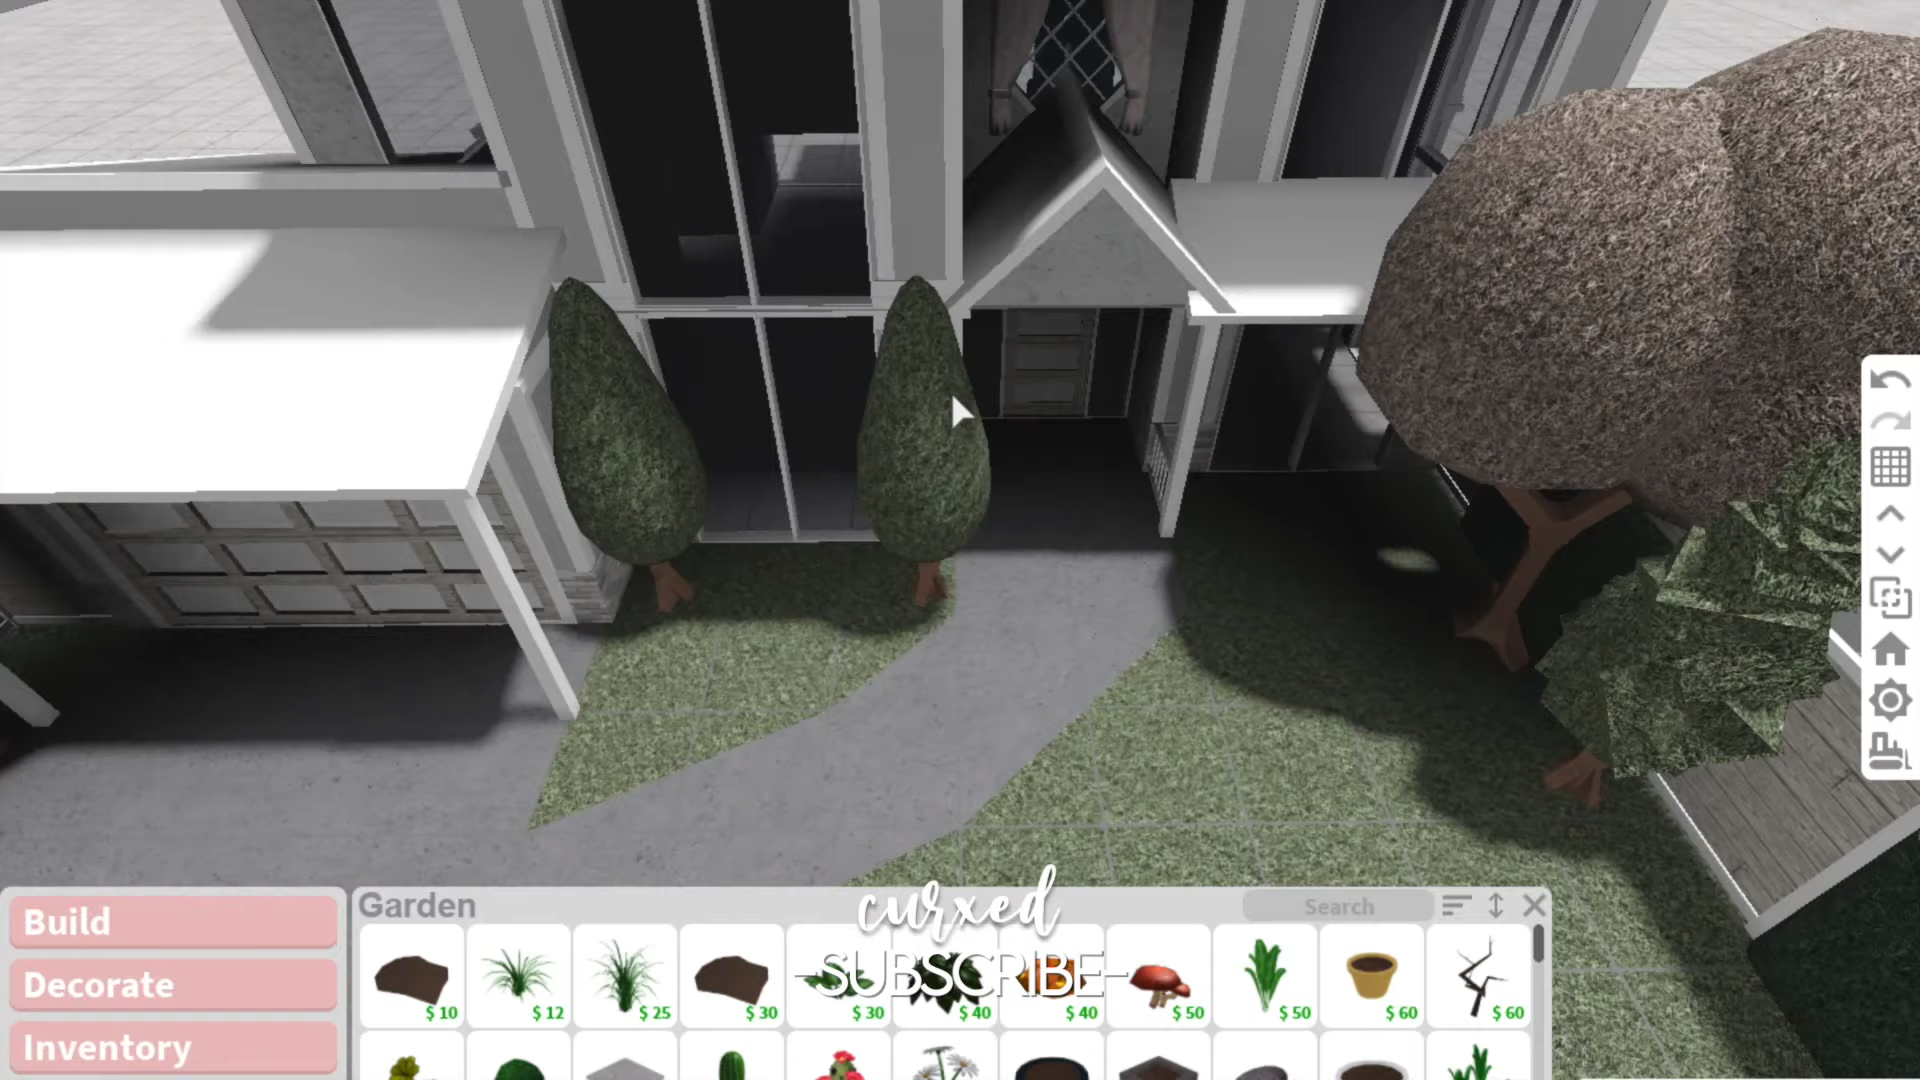 Build
Decorate
Inventory
Garden
Search
curxed
-SUBSCRIBE-
$ 10
$ 12
$ 25
$ 30
$ 30
$ 40
$ 40
$ 50
$ 50
$ 60
$ 60